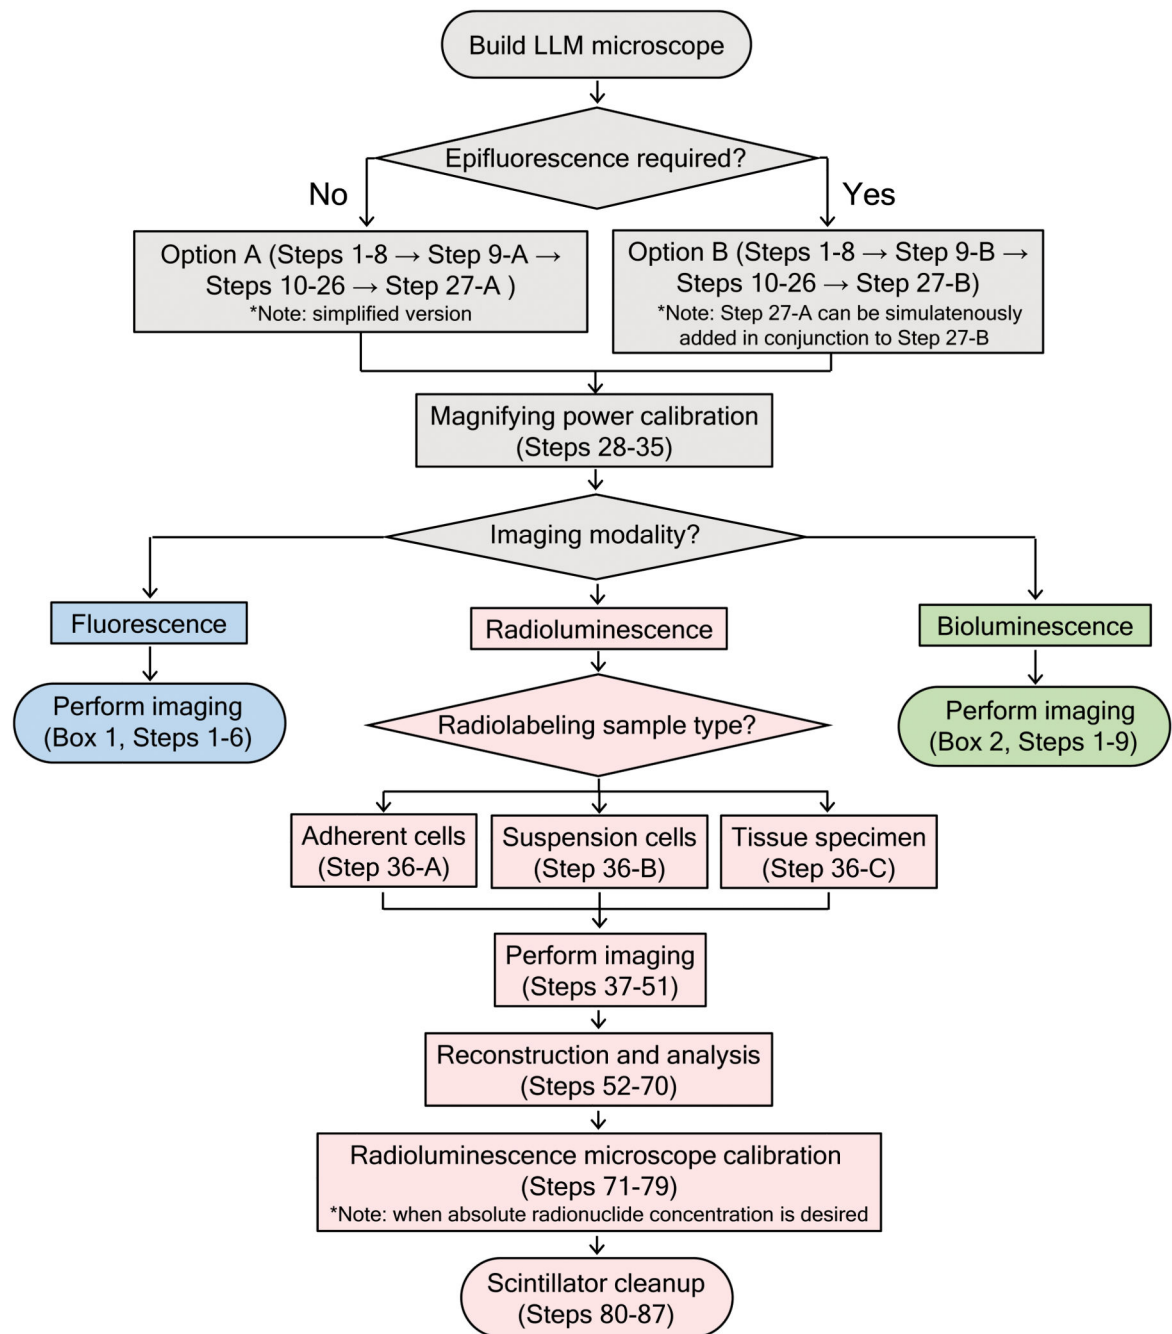 Build LLM microscope
Epifluorescence required?
No
Yes
Option A (Steps 1-8 → Step 9-A →
Steps 10-26 → Step 27-A )
*Note: simplified version
Option B (Steps 1-8 → Step 9-B →
Steps 10-26 → Step 27-B)
*Note: Step 27-A can be simulatenously
added in conjunction to Step 27-B
Magnifying power calibration
(Steps 28-35)
Imaging modality?
Fluorescence
Radioluminescence
Bioluminescence
Perform imaging
(Box 1, Steps 1-6)
Radiolabeling sample type?
Perform imaging
(Box 2, Steps 1-9)
Adherent cells
(Step 36-A)
Suspension cells
(Step 36-B)
Tissue specimen
(Step 36-C)
Perform imaging
(Steps 37-51)
Reconstruction and analysis
(Steps 52-70)
Radioluminescence microscope calibration
(Steps 71-79)
*Note: when absolute radionuclide concentration is desired
Scintillator cleanup
(Steps 80-87)